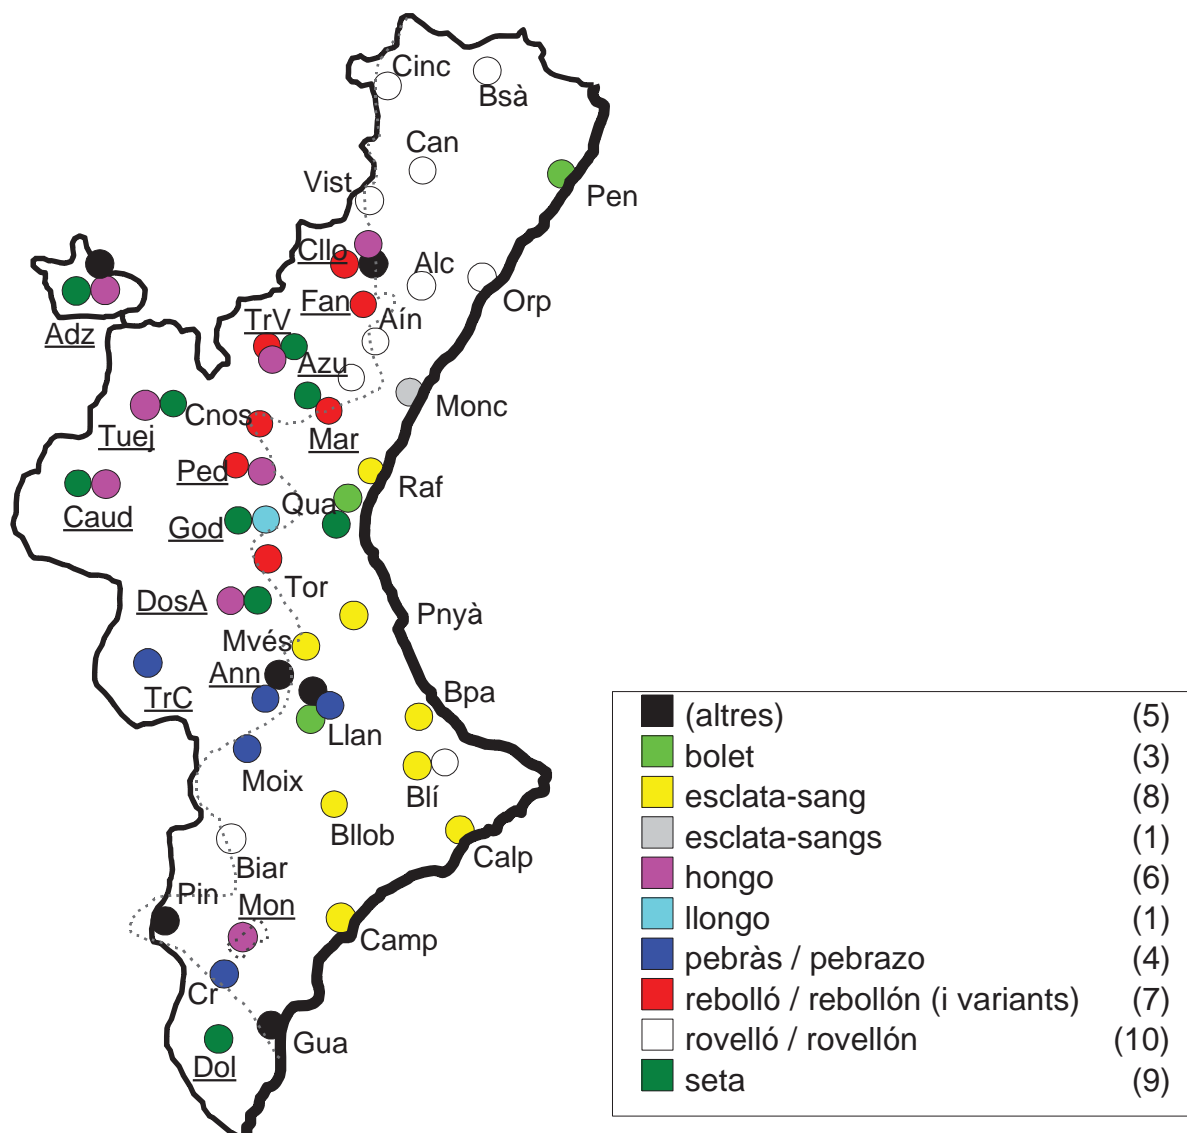 Cinc
Bsà
Can
Vist
Pen
Cllo
Alc
Orp
Fan
Aín
TrV
Adz
Azu
Monc
Cnos
Tuej
Mar
Ped
Raf
Qua
Caud
God
Tor
DosA
Pnyà
Mvés
Ann
TrC
Bpa
Llan
Moix
Blí
Bllob
Calp
Biar
Pin
Mon
Camp
Cr
Gua
Dol
(altres) (5)
bolet (3)
esclata-sang (8)
esclata-sangs (1)
hongo (6)
llongo (1)
pebràs / pebrazo (4)
rebolló / rebollón (i variants) (7)
rovelló / rovellón (10)
seta (9)